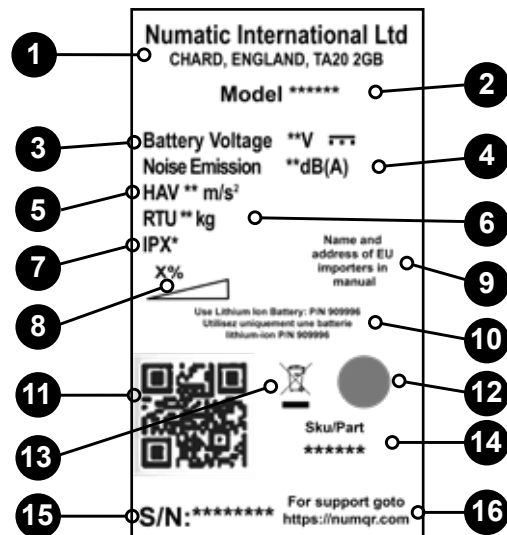 Numatic International Ltd
CHARD, ENGLAND, TA20 2GB
1
Model ******
2
3
Battery Voltage **V
Noise Emission **dB(A)
4
5
HAV ** m/s²
RTU ** kg
6
7
IPX*
Name and
address of EU
importers in
manual
9
X%
8
Use Lithium Ion Battery: P/N 909996
Utilisez uniquement une batterie
lithium-ion P/N 909996
10
11
12
13
Sku/Part
******
14
15
S/N:********
For support goto
https://numqr.com
16